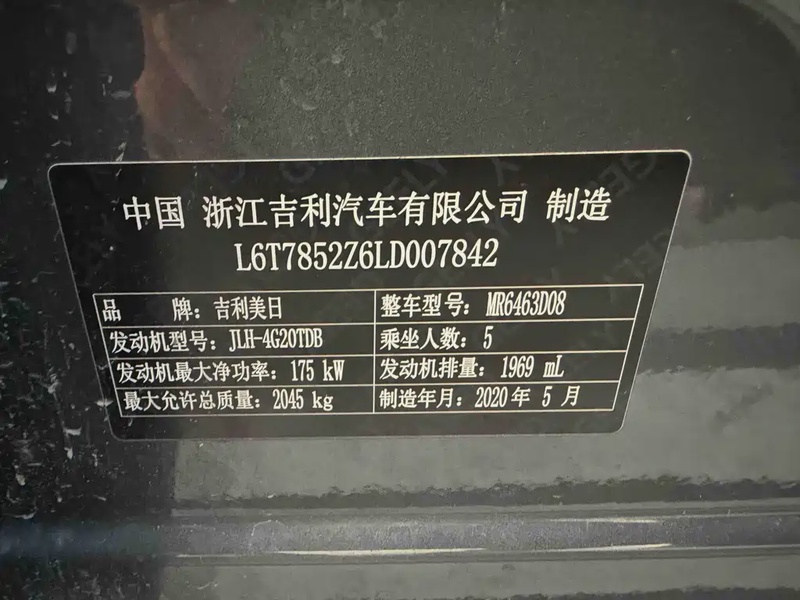 中国 浙江吉利汽车有限公司 制造
L6T7852Z6LD007842
品 牌：吉利美日 整车型号：MR6463D08
发动机型号：JLH-4G20TDB 乘坐人数：5
发动机最大净功率：175 kW 发动机排量：1969 mL
最大允许总质量：2045 kg 制造年月：2020 年 5 月